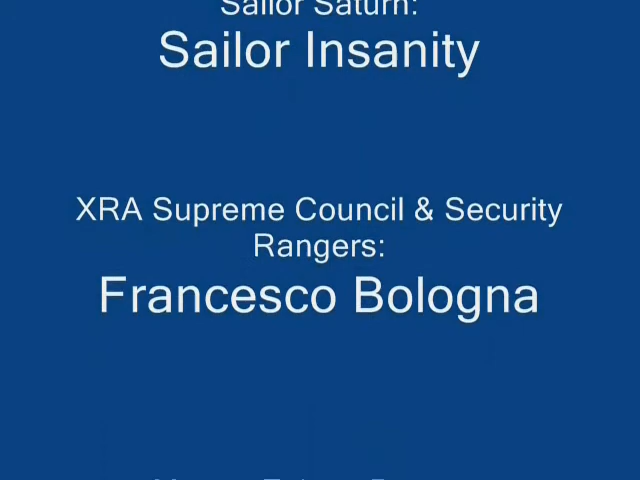 Sailor Saturn:
Sailor Insanity
XRA Supreme Council & Security
Rangers:
Francesco Bologna